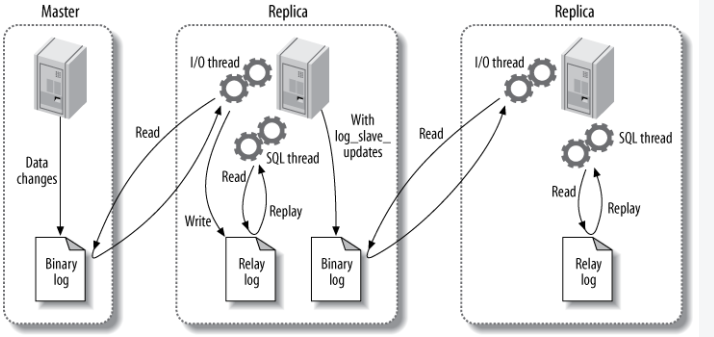 Master
Data
changes
Binary
log
Read
Replica
I/O thread
SQL thread
Read
Replay
Write
Relay
log
With
log_slave_
updates
Binary
log
Read
Replica
I/O thread
SQL thread
Read
Replay
Relay
log